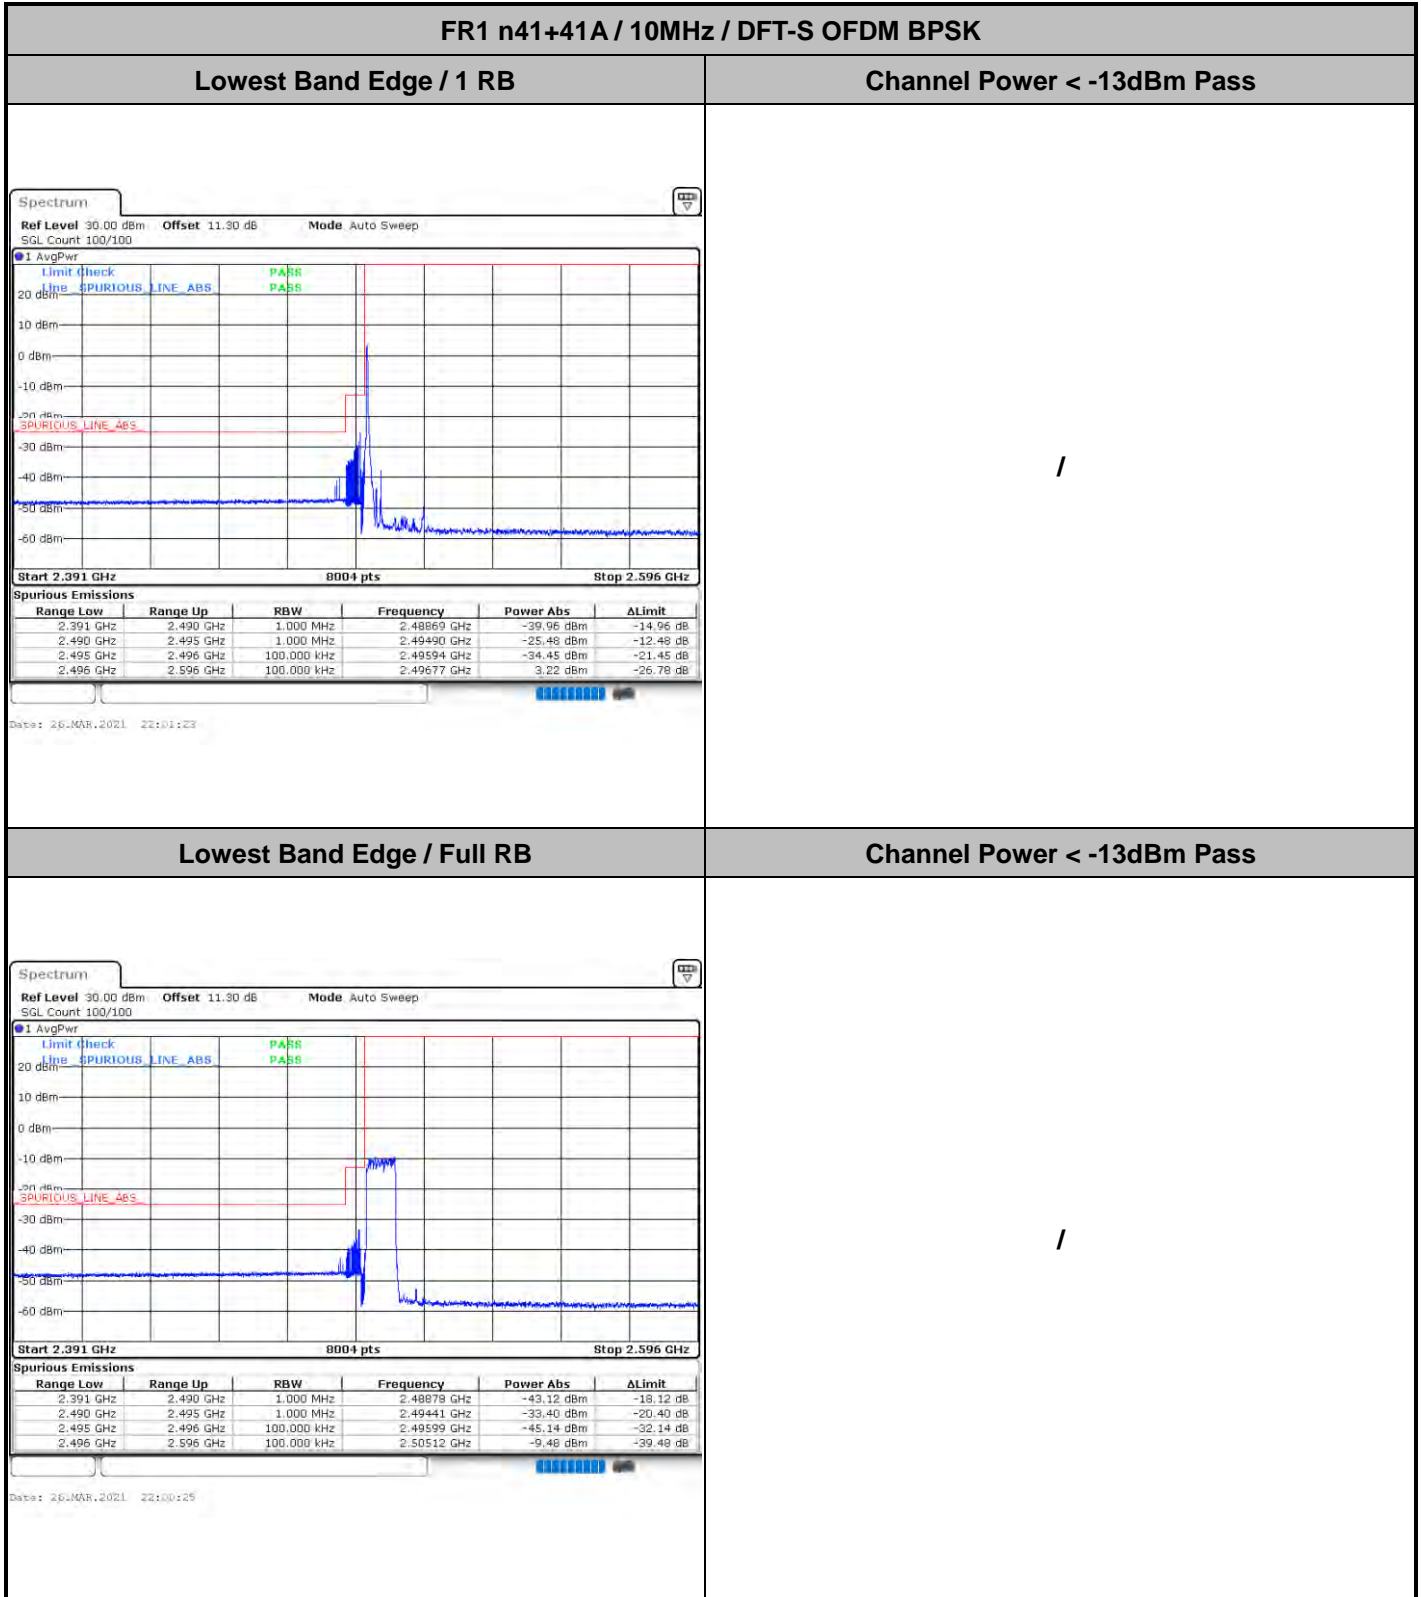 FR1 n41+41A / 10MHz / DFT-S OFDM BPSK
Lowest Band Edge / 1 RB Channel Power < -13dBm Pass
Spectrum
Ref Level 30.00 dBm Offset 11.30 dB Mode Auto Sweep
SGL Count 100/100
1 AvgPwr
Limit Check PASS
Line _SPURIOUS_LINE_ABS_ PASS
20 dBm
10 dBm
0 dBm
-10 dBm
-20 dBm
_SPURIOUS_LINE_ABS_
-30 dBm
-40 dBm
-50 dBm
-60 dBm
Start 2.391 GHz 8004 pts Stop 2.596 GHz
Spurious Emissions
Range Low Range Up RBW Frequency Power Abs ΔLimit
2.391 GHz 2.490 GHz 1.000 MHz 2.48869 GHz -39.96 dBm -14.96 dB
2.490 GHz 2.495 GHz 1.000 MHz 2.49490 GHz -25.48 dBm -12.48 dB
2.495 GHz 2.496 GHz 100.000 kHz 2.49594 GHz -34.45 dBm -21.45 dB
2.496 GHz 2.596 GHz 100.000 kHz 2.49677 GHz 3.22 dBm -26.78 dB
Date: 26.MAR.2021 22:01:23
/
Lowest Band Edge / Full RB Channel Power < -13dBm Pass
Spectrum
Ref Level 30.00 dBm Offset 11.30 dB Mode Auto Sweep
SGL Count 100/100
1 AvgPwr
Limit Check PASS
Line _SPURIOUS_LINE_ABS_ PASS
20 dBm
10 dBm
0 dBm
-10 dBm
-20 dBm
_SPURIOUS_LINE_ABS_
-30 dBm
-40 dBm
-50 dBm
-60 dBm
Start 2.391 GHz 8004 pts Stop 2.596 GHz
Spurious Emissions
Range Low Range Up RBW Frequency Power Abs ΔLimit
2.391 GHz 2.490 GHz 1.000 MHz 2.48878 GHz -43.12 dBm -18.12 dB
2.490 GHz 2.495 GHz 1.000 MHz 2.49441 GHz -33.40 dBm -20.40 dB
2.495 GHz 2.496 GHz 100.000 kHz 2.49599 GHz -45.14 dBm -32.14 dB
2.496 GHz 2.596 GHz 100.000 kHz 2.50512 GHz -9.48 dBm -39.48 dB
Date: 26.MAR.2021 22:00:25
/